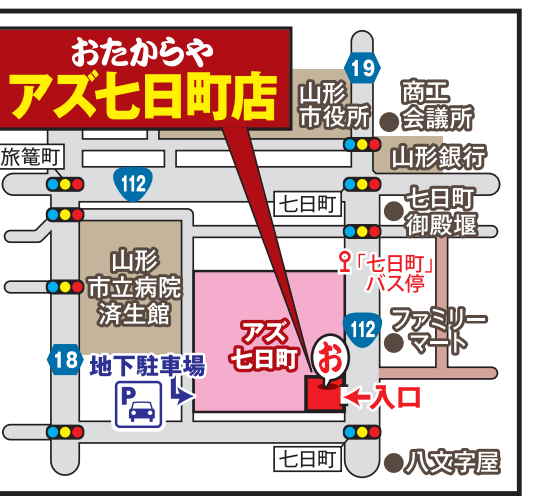 おたからや
アズ七日町店
19
山形
市役所
商工
会議所
旅篭町
山形銀行
112
七日町
七日町
御殿堰
山形
市立病院
済生館
「七日町」
バス停
アズ
七日町
お
112
ファミリー
マート
18
地下駐車場
P
入口
七日町
八文字屋